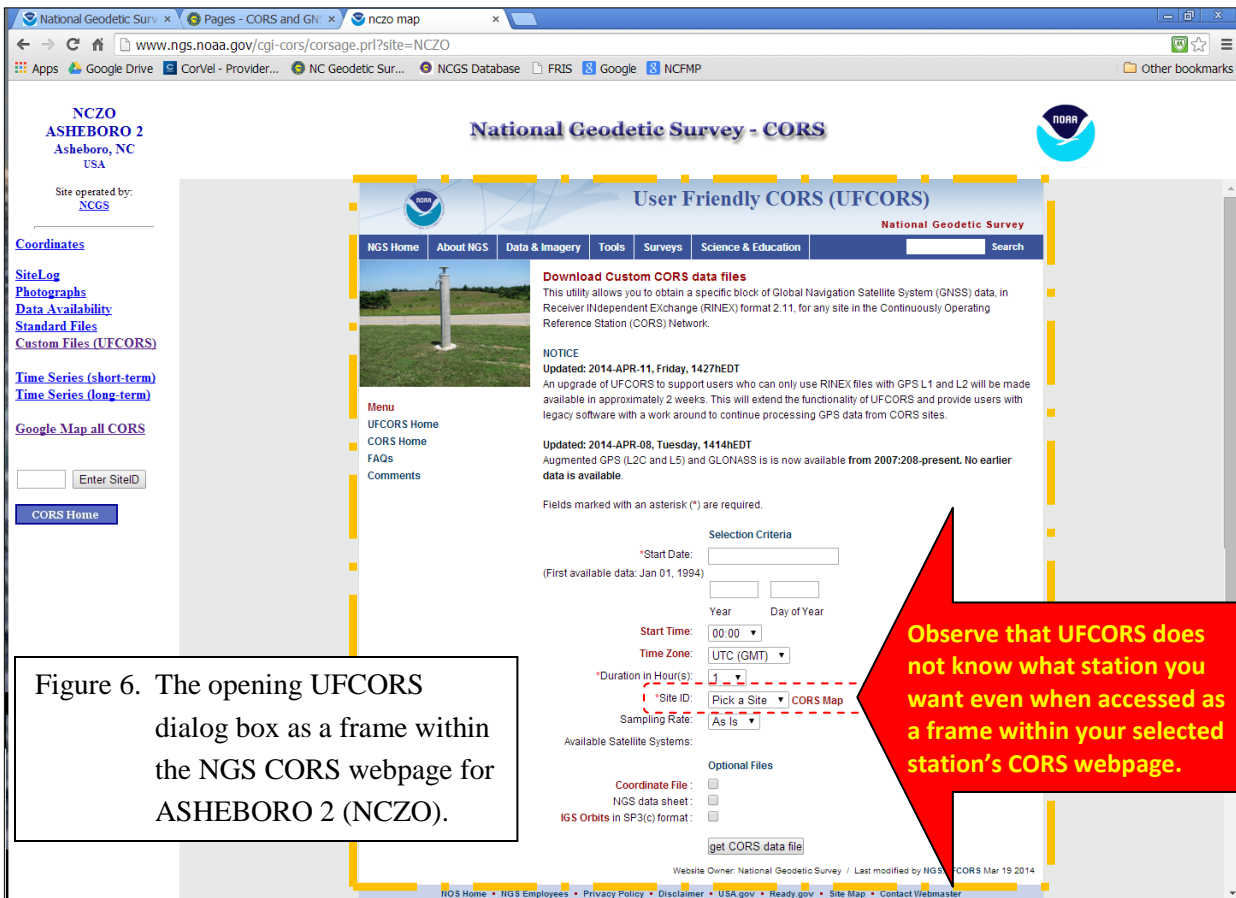 National Geodetic Surv
Pages - CORS and GN
nczo map
www.ngs.noaa.gov/cgi-cors/corsage.prl?site=NCZO
Apps
Google Drive
CorVel - Provider...
NC Geodetic Sur...
NCGS Database
FRIS
Google
NCFMP
Other bookmarks
NCZO
ASHEBORO 2
Asheboro, NC
USA
Site operated by:
NCGS
Coordinates
SiteLog
Photographs
Data Availability
Standard Files
Custom Files (UFCORS)
Time Series (short-term)
Time Series (long-term)
Google Map all CORS
Enter SiteID
CORS Home
National Geodetic Survey - CORS
NOAA
NOAA
User Friendly CORS (UFCORS)
National Geodetic Survey
NGS Home
About NGS
Data & Imagery
Tools
Surveys
Science & Education
Search
Menu
UFCORS Home
CORS Home
FAQs
Comments
Download Custom CORS data files
This utility allows you to obtain a specific block of Global Navigation Satellite System (GNSS) data, in
Receiver INdependent EXchange (RINEX) format 2.11, for any site in the Continuously Operating
Reference Station (CORS) Network.
NOTICE
Updated: 2014-APR-11, Friday, 1427hEDT
An upgrade of UFCORS to support users who can only use RINEX files with GPS L1 and L2 will be made
available in approximately 2 weeks. This will extend the functionality of UFCORS and provide users with
legacy software with a work around to continue processing GPS data from CORS sites.
Updated: 2014-APR-08, Tuesday, 1414hEDT
Augmented GPS (L2C and L5) and GLONASS is is now available from 2007:208-present. No earlier
data is available.
Fields marked with an asterisk (*) are required.
Selection Criteria
*Start Date:
(First available data: Jan 01, 1994)
Year Day of Year
Start Time: 00:00
Time Zone: UTC (GMT)
*Duration in Hour(s): 1
*Site ID: Pick a Site CORS Map
Sampling Rate: As Is
Available Satellite Systems:
Optional Files
Coordinate File :
NGS data sheet :
IGS Orbits in SP3(c) format :
get CORS data file
Website Owner: National Geodetic Survey / Last modified by NGS.UFCORS Mar 19 2014
NOS Home • NGS Employees • Privacy Policy • Disclaimer • USA.gov • Ready.gov • Site Map • Contact Webmaster
Figure 6. The opening UFCORS
dialog box as a frame within
the NGS CORS webpage for
ASHEBORO 2 (NCZO).
Observe that UFCORS does
not know what station you
want even when accessed as
a frame within your selected
station's CORS webpage.